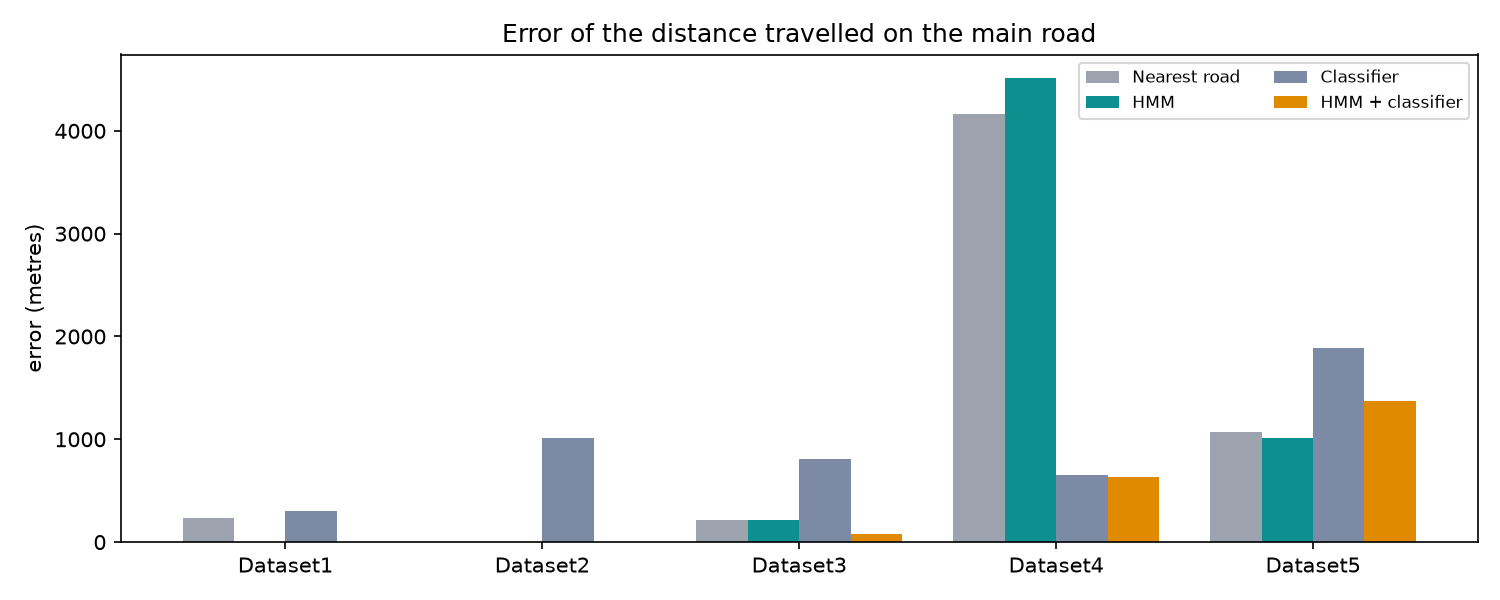 Error of the distance travelled on the main road
Nearest road
HMM
Classifier
HMM + classifier
error (metres)
4000
3000
2000
1000
0
Dataset1
Dataset2
Dataset3
Dataset4
Dataset5